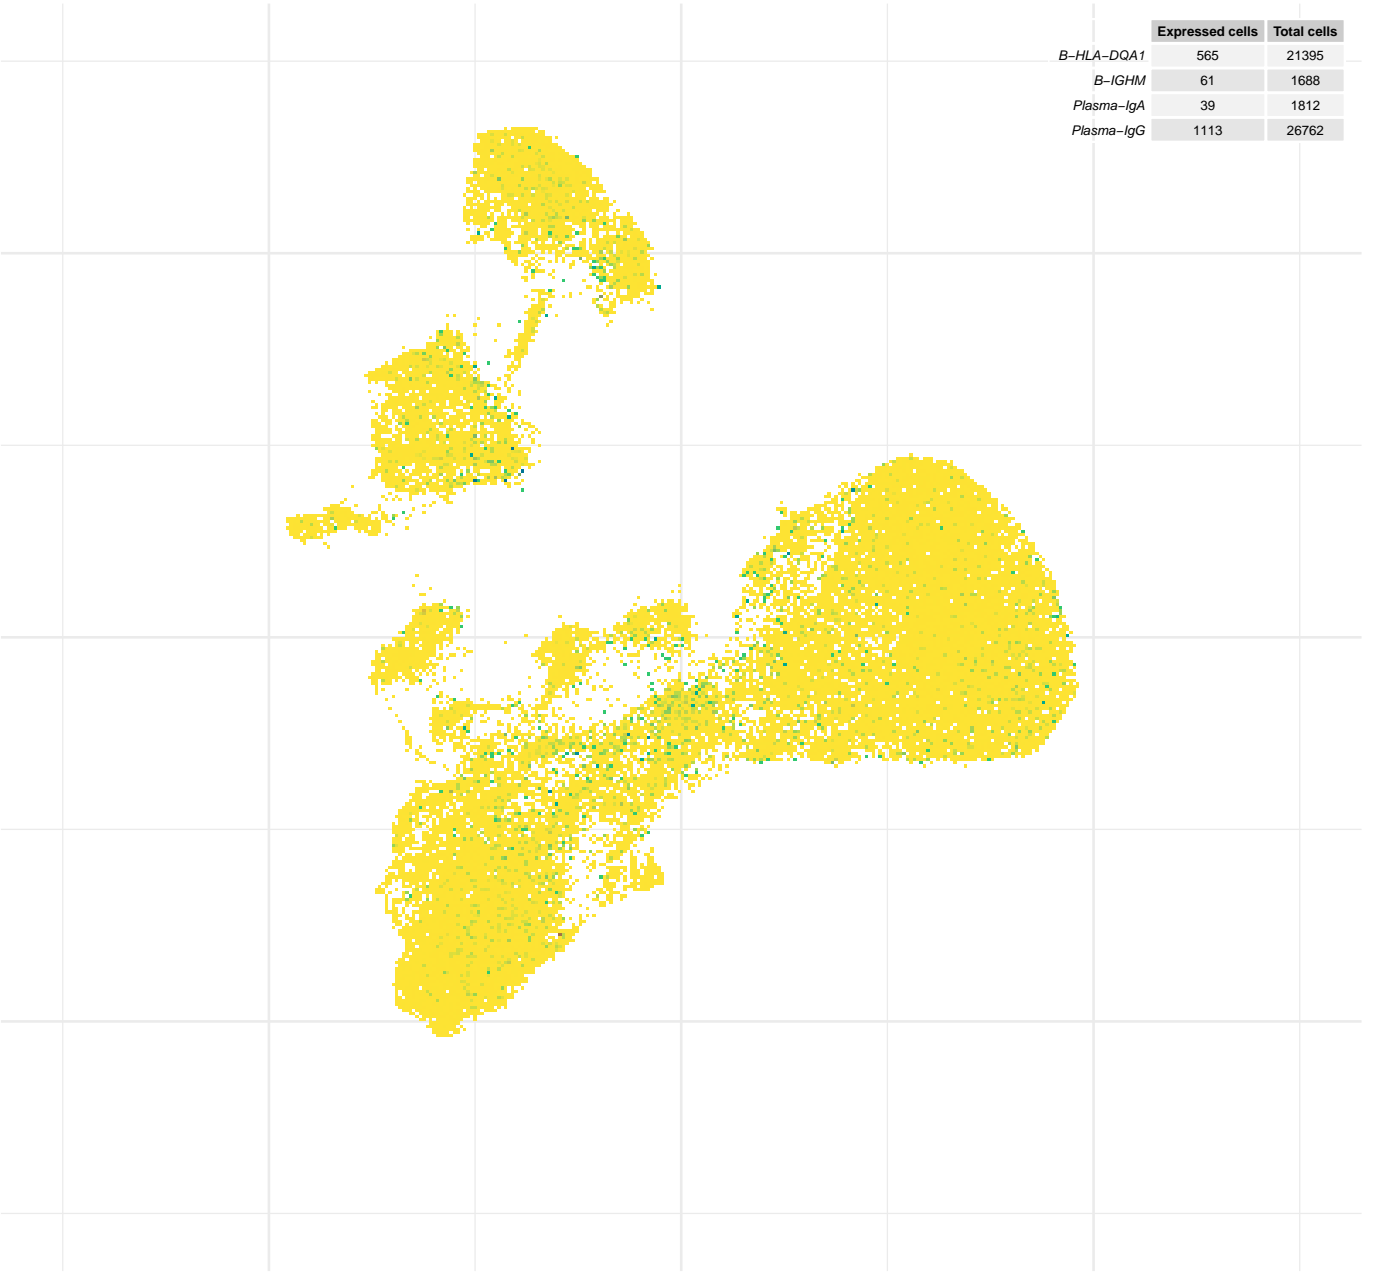 Expressed cells Total cells
B−HLA−DQA1 565 21395
B−IGHM 61 1688
Plasma−IgA 39 1812
Plasma−IgG 1113 26762